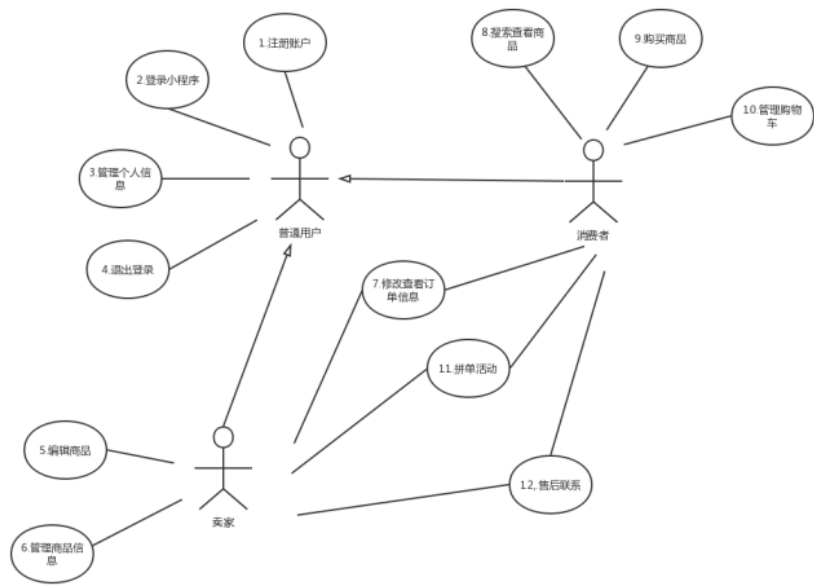 1.注册账户
8.搜索查看商
品
9.购买商品
2.登录小程序
10.管理购物
车
3.管理个人信
息
普通用户
消费者
4.退出登录
7.修改查看订
单信息
11.拼单活动
5.编辑商品
12,.售后联系
卖家
6.管理商品信
息